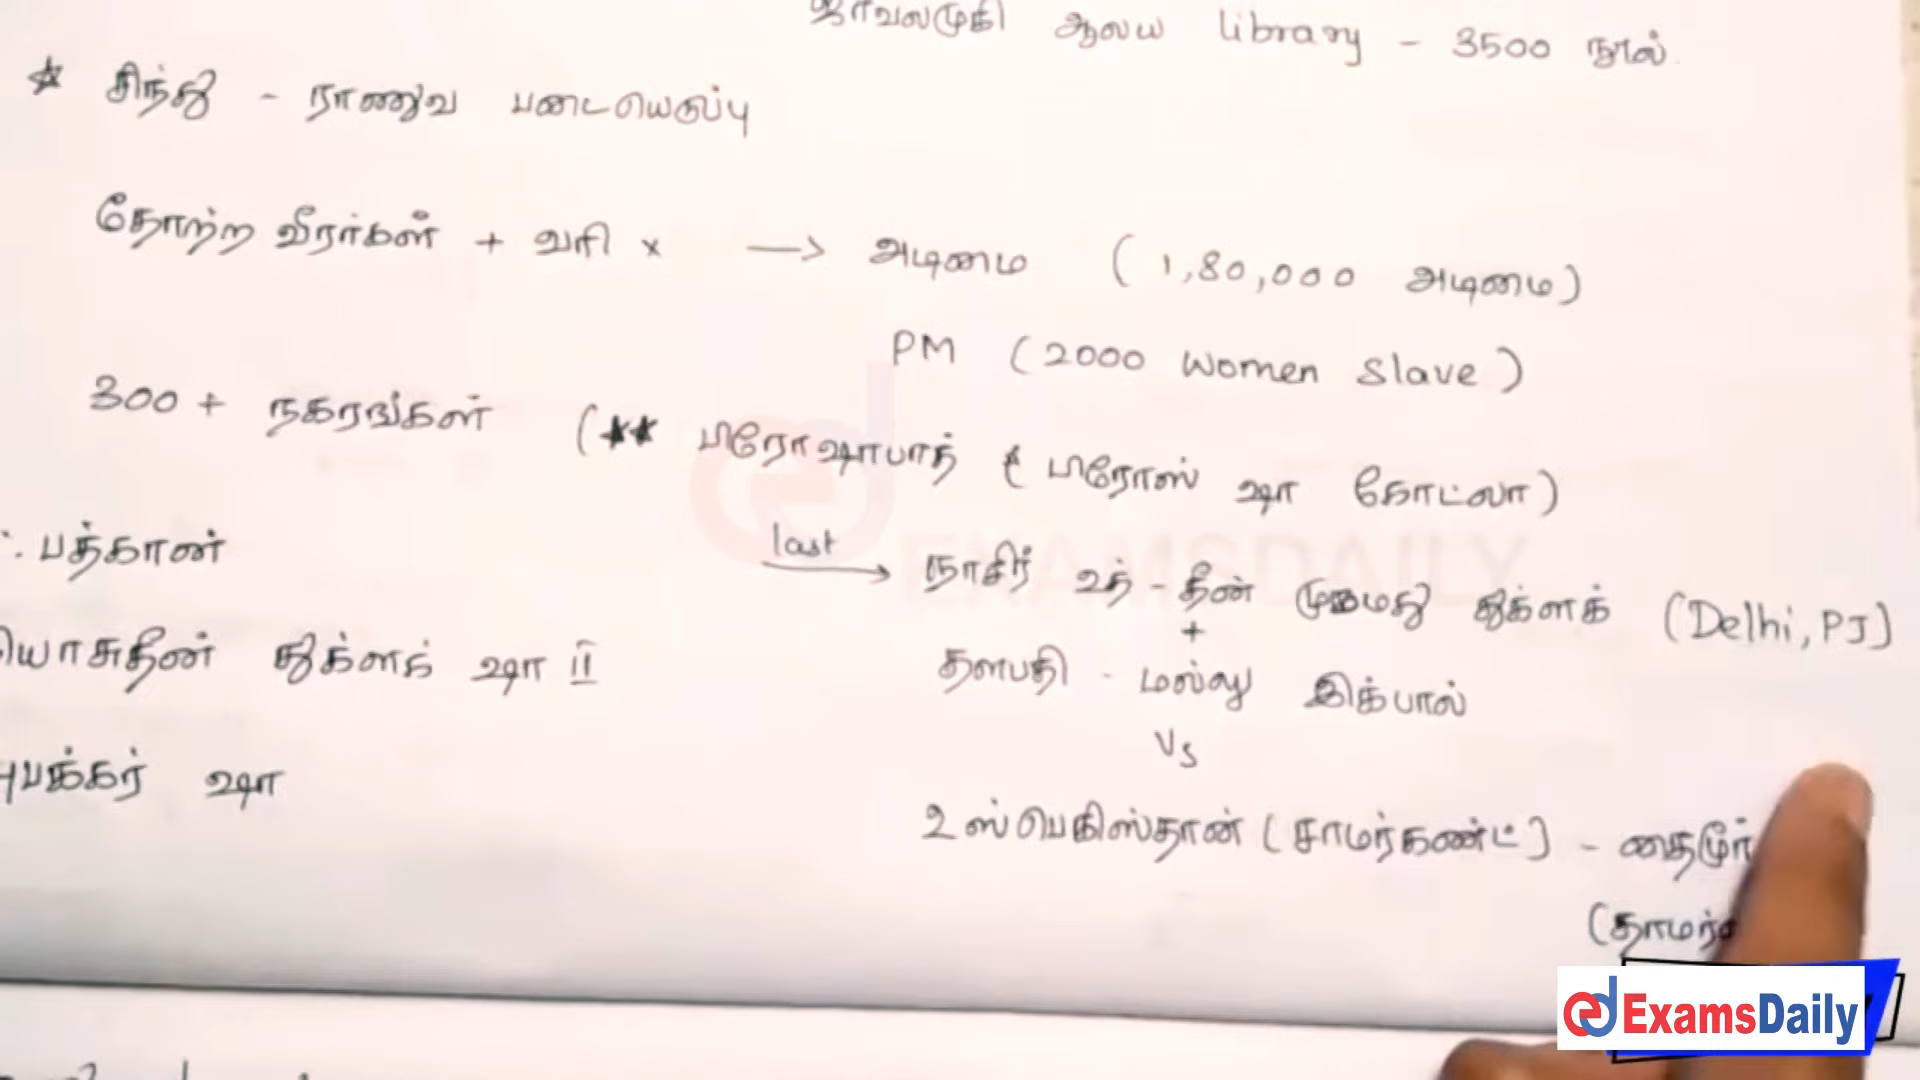 ஜாவலமுகி ஆலய library - 3500 நூல்
* சிந்து - ராணுவ படையெடுப்பு
தோற்ற வீரர்கள் + வரி x → அடிமை ( 1,80,000 அடிமை)
PM (2000 Women Slave)
300 + நகரங்கள் (** பிரோஷாபாத் பிரோஸ் ஷா கோட்லா)
∴ பத்கான்
last → நாசிர் உத் - தீன் முகமது துக்ளக் (Delhi, PJ)
+
யொசுதீன் துக்ளக் ஷா II
தளபதி - மல்லு இக்பால்
Vs
பக்கர் ஷா
உஸ்பெகிஸ்தான் (சாமர்கண்ட்) - தைமூர்
ExamsDaily
EXAMSDAILY